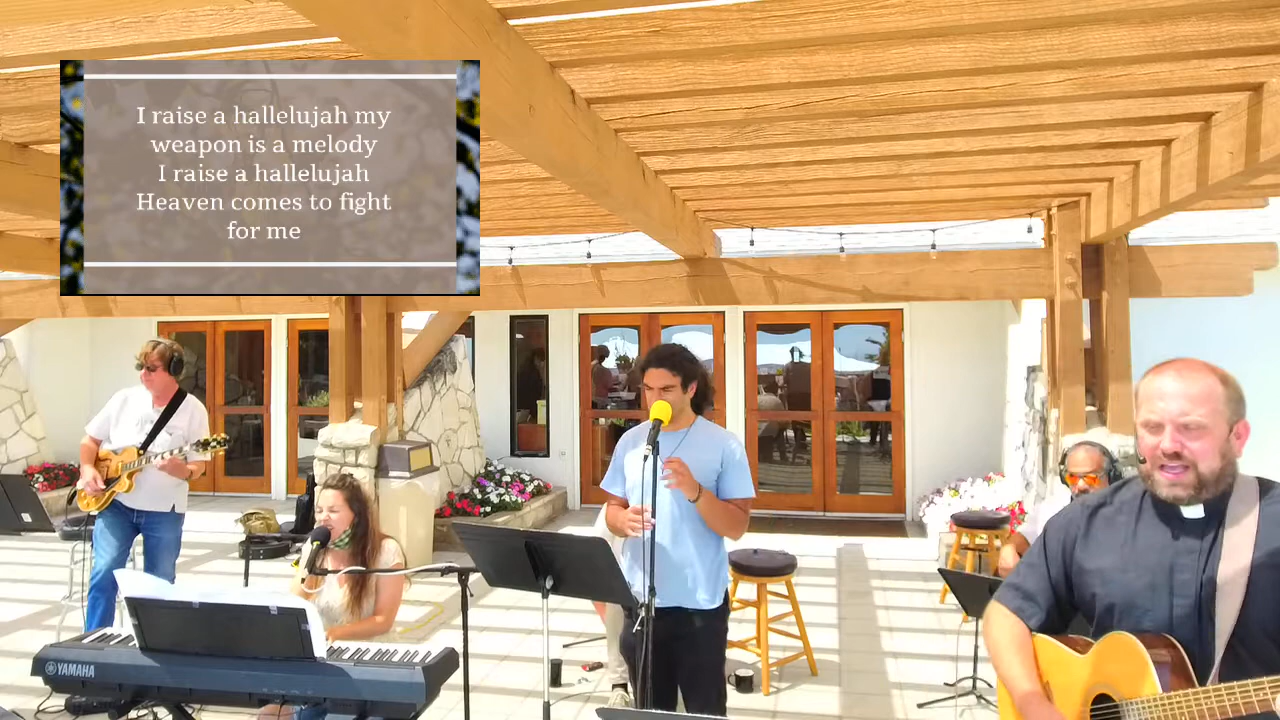 I raise a hallelujah my
weapon is a melody
I raise a hallelujah
Heaven comes to fight
for me
YAMAHA